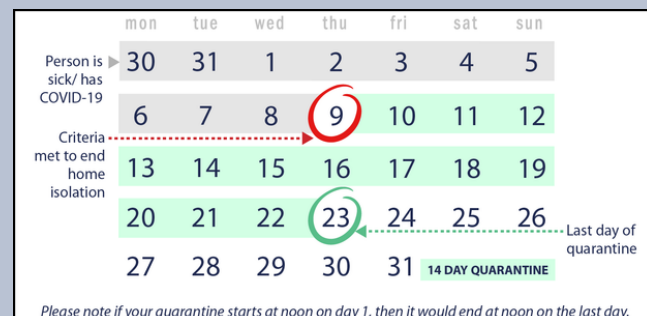 mon tue wed thu fri sat sun
Person is
sick/ has
COVID-19
30 31 1 2 3 4 5
6 7 8 9 10 11 12
Criteria
met to end
home
isolation
13 14 15 16 17 18 19
20 21 22 23 24 25 26
Last day of
quarantine
27 28 29 30 31 14 DAY QUARANTINE
Please note if your quarantine starts at noon on day 1, then it would end at noon on the last day.